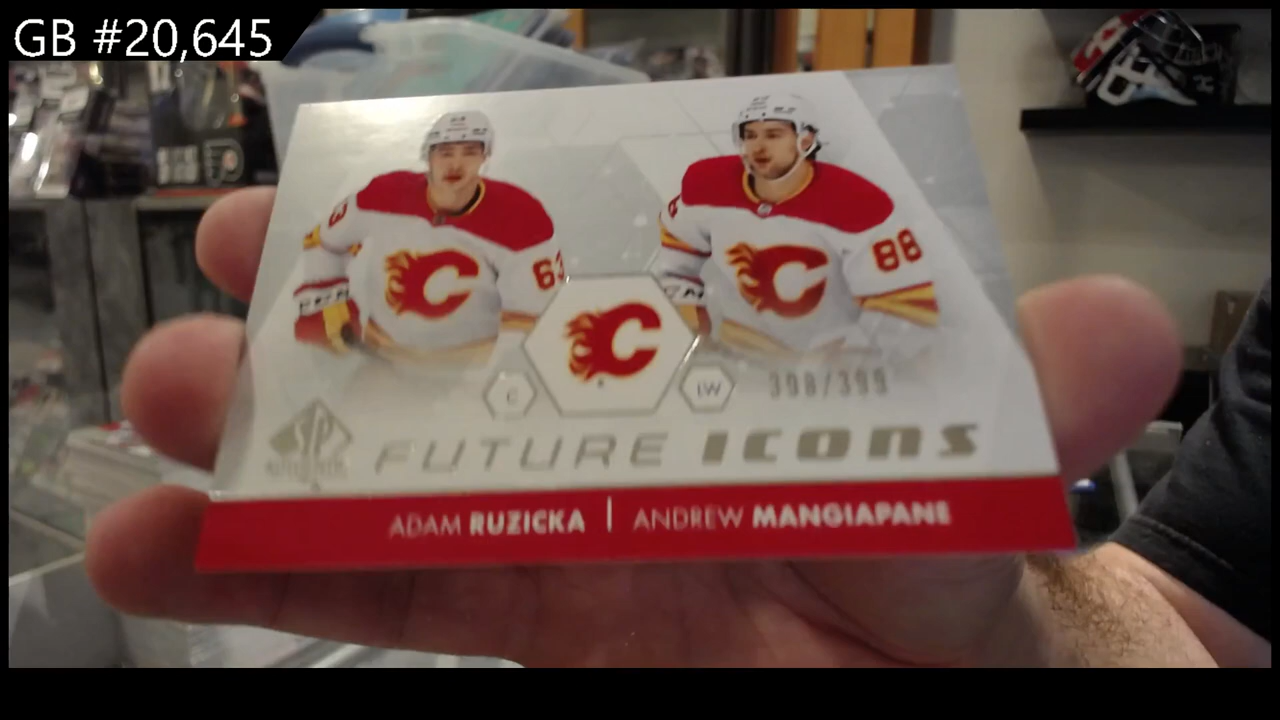 GB #20,645
63
88
C
C
C
C
LW
398/399
SP
FUTURE ICONS
ADAM RUZICKA | ANDREW MANGIAPANE